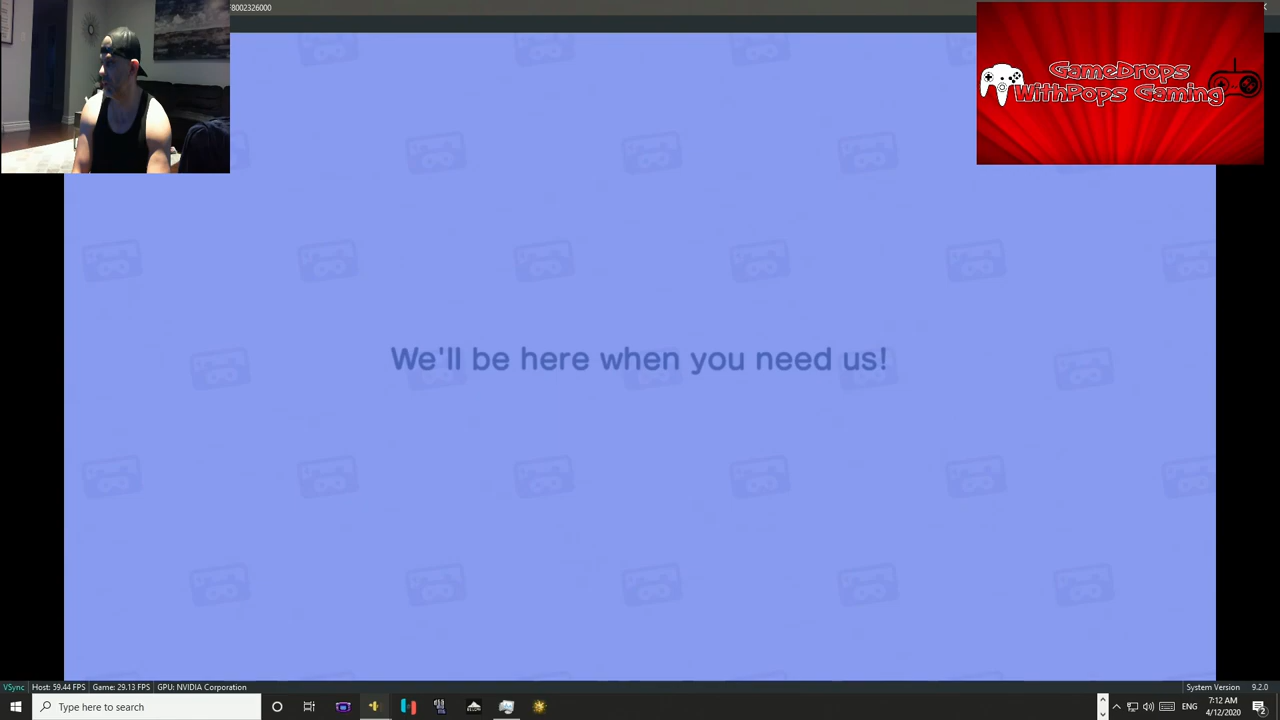 F8002326000
GameDrops
WithPops Gaming
We'll be here when you need us!
VSync Host: 59.44 FPS Game: 29.13 FPS GPU: NVIDIA Corporation System Version 9.2.0
Type here to search
ENG
7:12 AM
4/12/2020
2